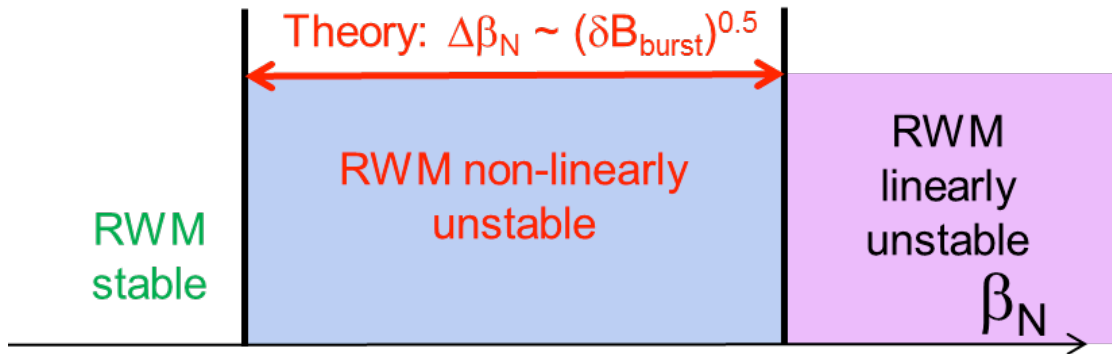 Theory: Δβ_N ~ (δB_burst)^0.5
RWM non-linearly
unstable
RWM
stable
RWM
linearly
unstable
β_N